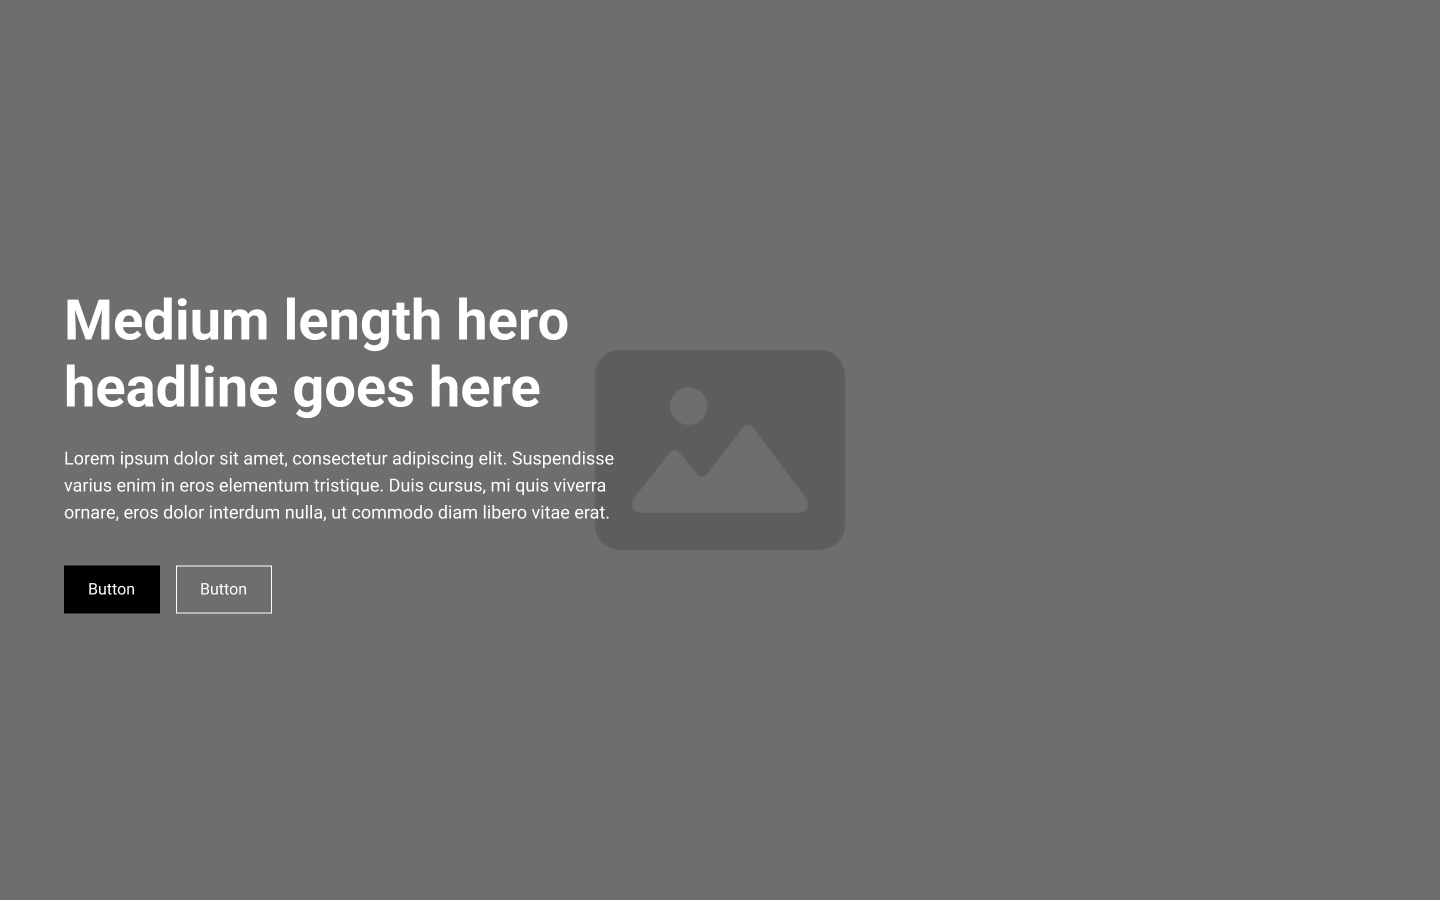 Medium length hero
headline goes here
Lorem ipsum dolor sit amet, consectetur adipiscing elit. Suspendisse
varius enim in eros elementum tristique. Duis cursus, mi quis viverra
ornare, eros dolor interdum nulla, ut commodo diam libero vitae erat.
Button
Button